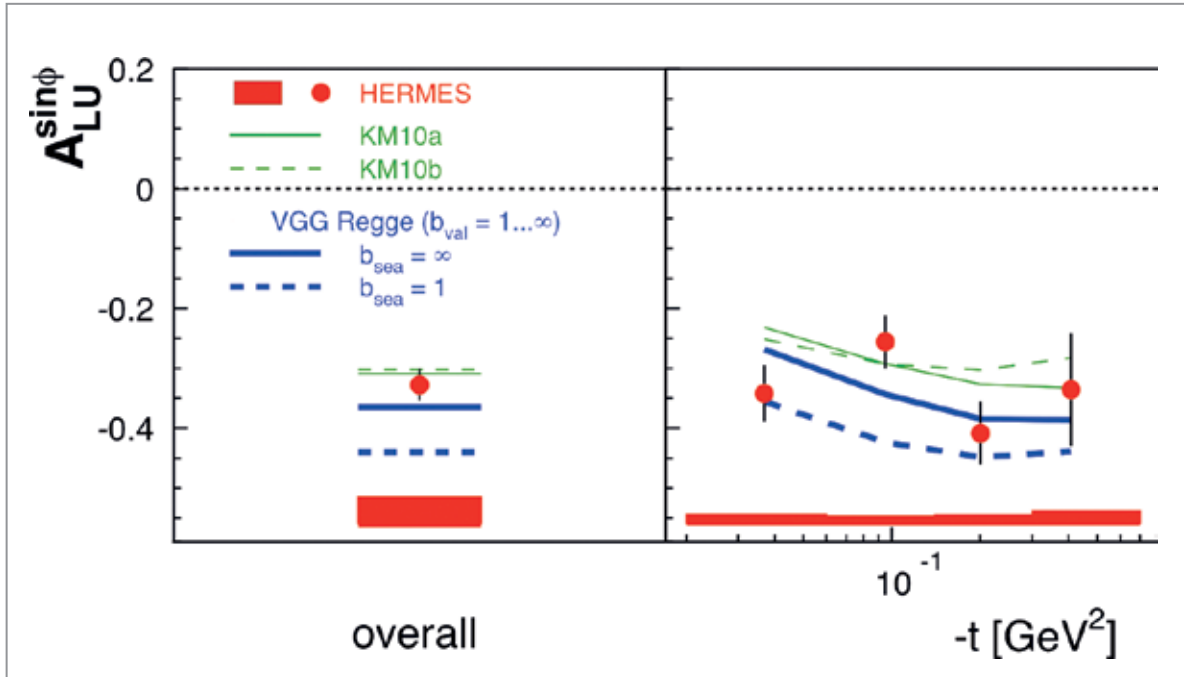 A_LU^sinϕ
0.2
0
-0.2
-0.4
HERMES
KM10a
KM10b
VGG Regge (b_val = 1...∞)
b_sea = ∞
b_sea = 1
overall
10^-1
-t [GeV^2]